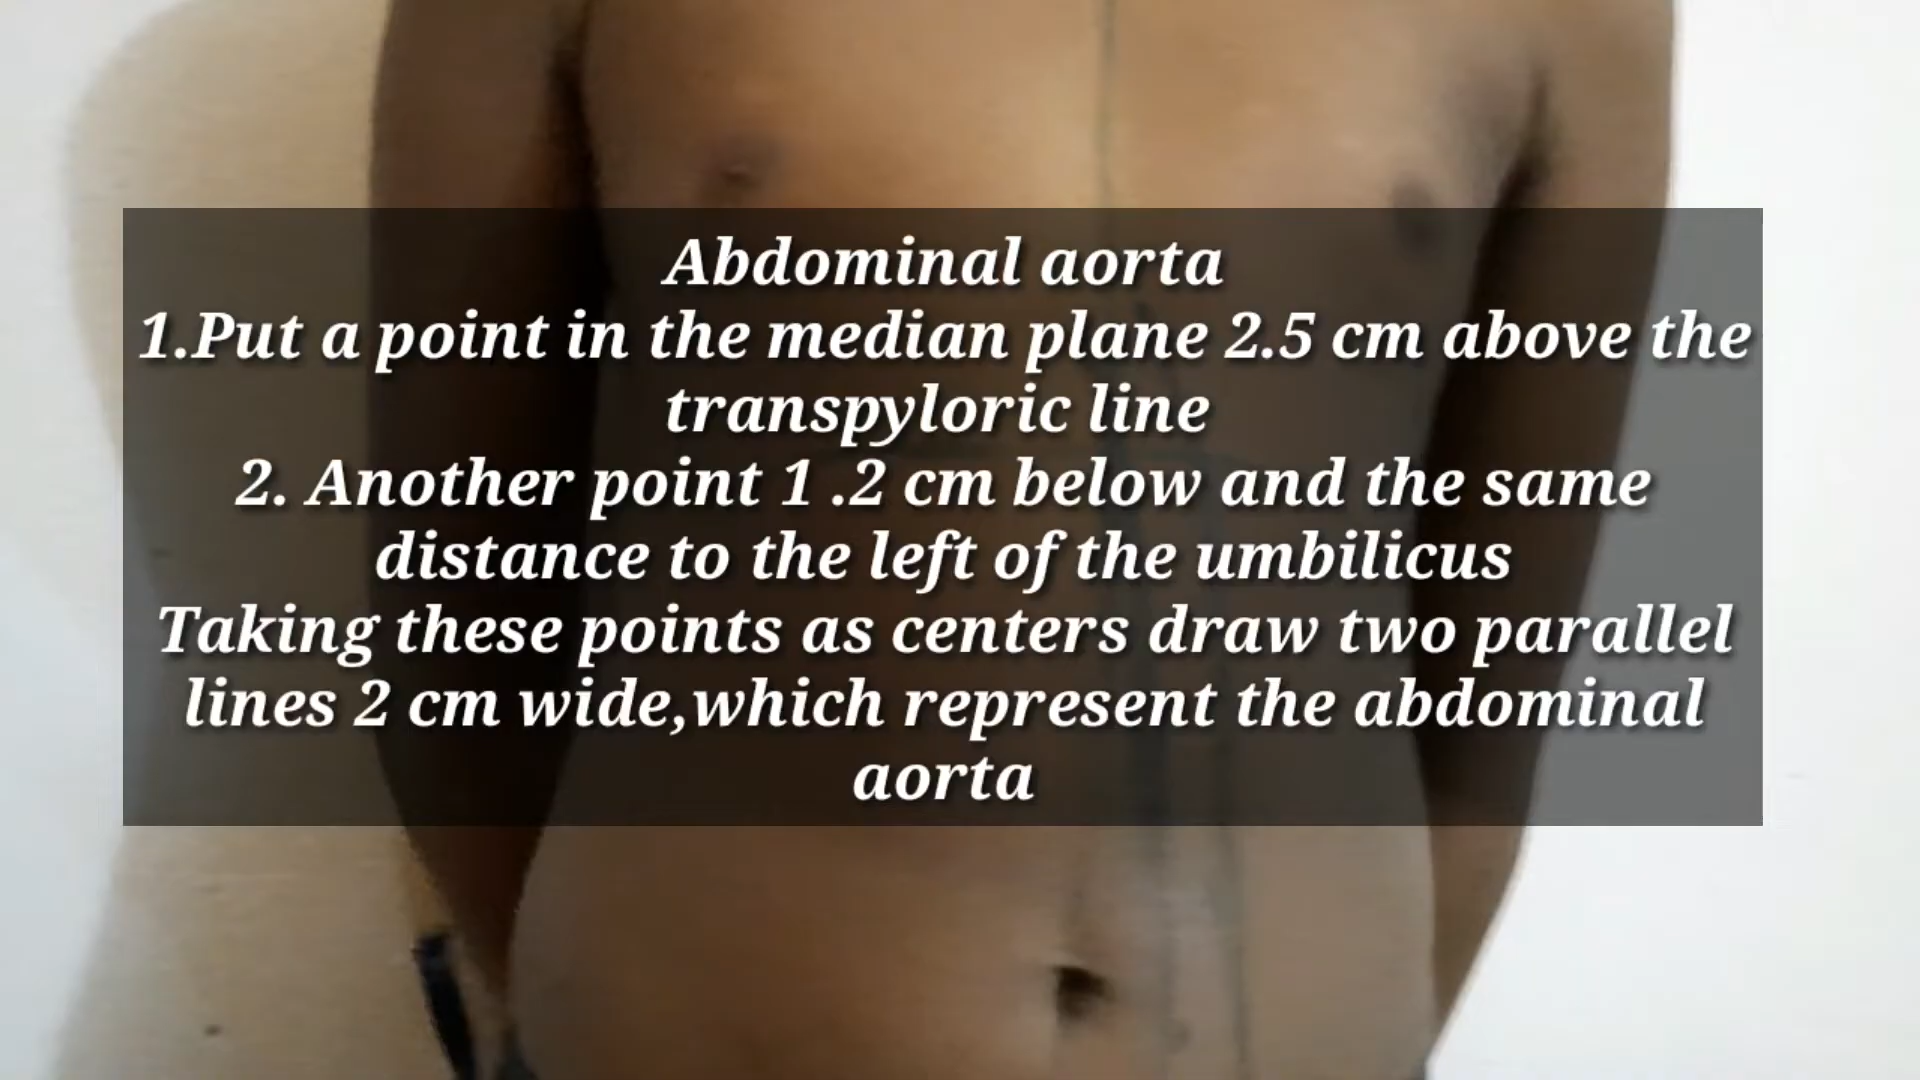 Abdominal aorta
1.Put a point in the median plane 2.5 cm above the
transpyloric line
2. Another point 1 .2 cm below and the same
distance to the left of the umbilicus
Taking these points as centers draw two parallel
lines 2 cm wide,which represent the abdominal
aorta